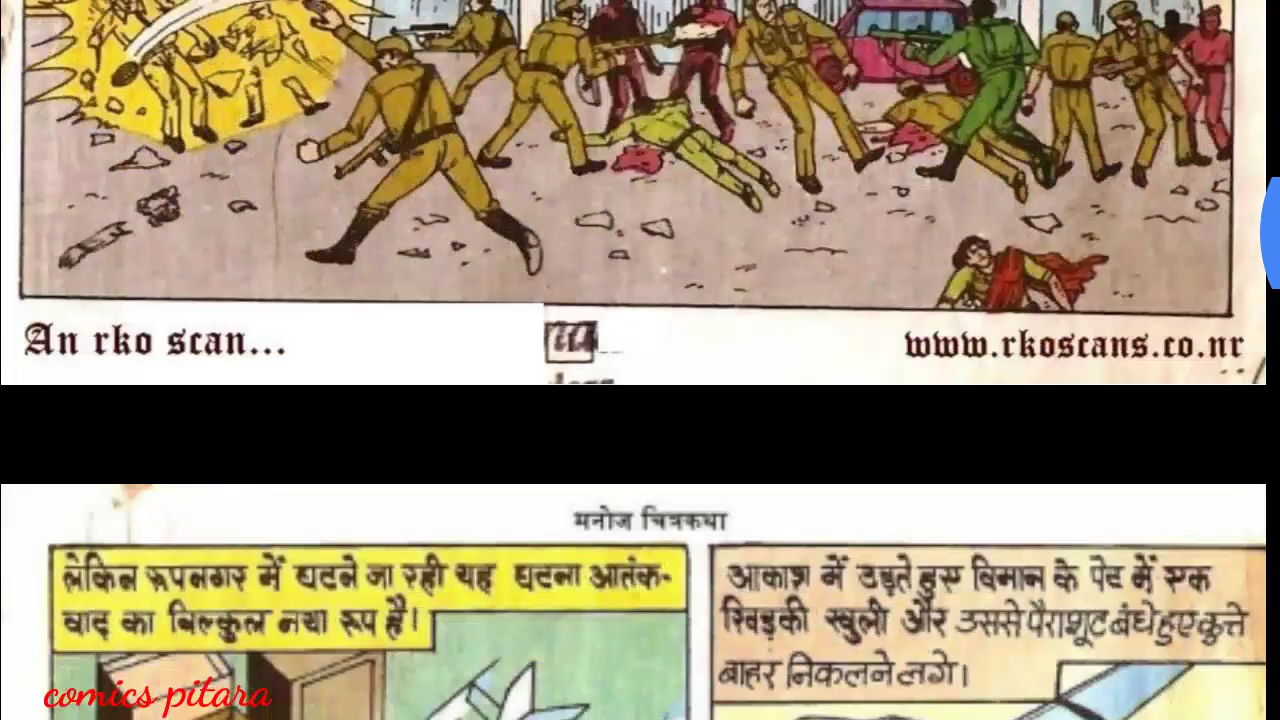 An rko scan...
www.rkoscans.co.nr
मनोज चित्रकथा
लेकिन रूपनगर में घटने जा रही यह घटना आतंक-
वाद का बिल्कुल नया रूप है।
आकाश में उड़ते हुए विमान के पेट में एक
खिड़की खुली और उससे पैराशूट बंधे हुए कुत्ते
बाहर निकलने लगे।
comics pitara